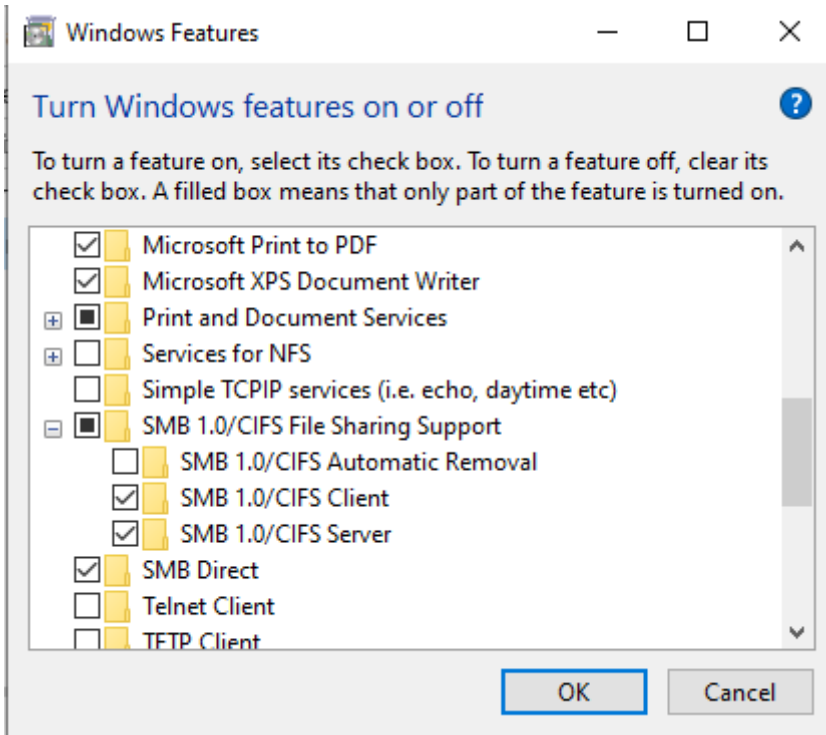 Windows Features
Turn Windows features on or off
?
To turn a feature on, select its check box. To turn a feature off, clear its
check box. A filled box means that only part of the feature is turned on.
Microsoft Print to PDF
Microsoft XPS Document Writer
Print and Document Services
Services for NFS
Simple TCPIP services (i.e. echo, daytime etc)
SMB 1.0/CIFS File Sharing Support
SMB 1.0/CIFS Automatic Removal
SMB 1.0/CIFS Client
SMB 1.0/CIFS Server
SMB Direct
Telnet Client
TFTP Client
OK Cancel